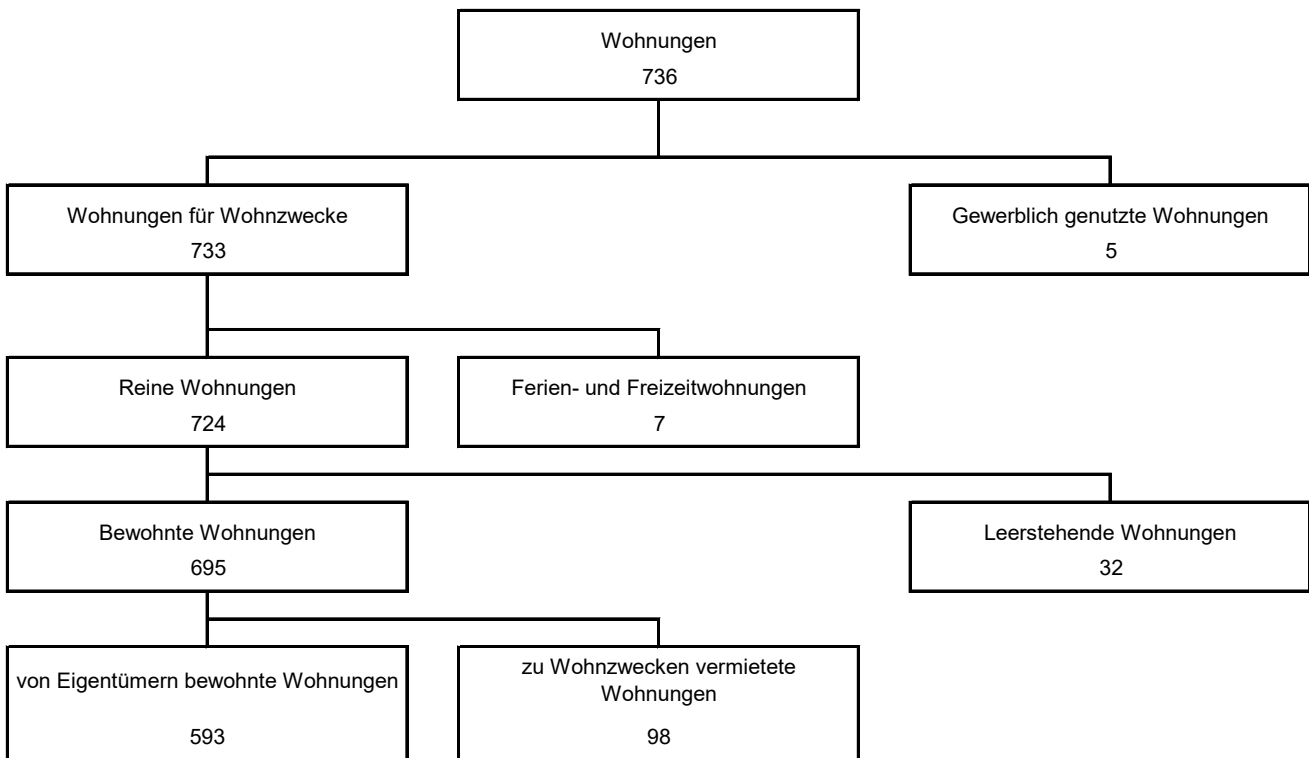 Wohnungen
736
Wohnungen für Wohnzwecke
733
Gewerblich genutzte Wohnungen
5
Reine Wohnungen
724
Ferien- und Freizeitwohnungen
7
Bewohnte Wohnungen
695
Leerstehende Wohnungen
32
von Eigentümern bewohnte Wohnungen
593
zu Wohnzwecken vermietete
Wohnungen
98